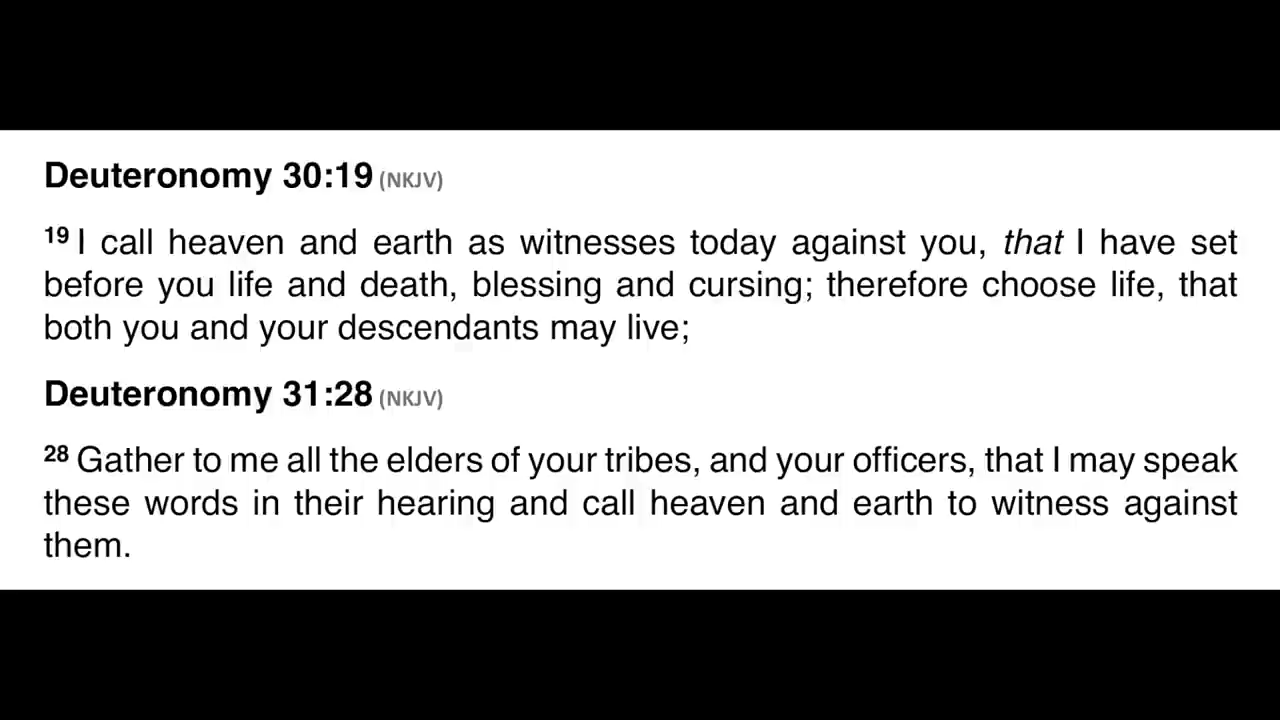 Deuteronomy 30:19 (NKJV)
19 I call heaven and earth as witnesses today against you, that I have set
before you life and death, blessing and cursing; therefore choose life, that
both you and your descendants may live;
Deuteronomy 31:28 (NKJV)
28 Gather to me all the elders of your tribes, and your officers, that I may speak
these words in their hearing and call heaven and earth to witness against
them.